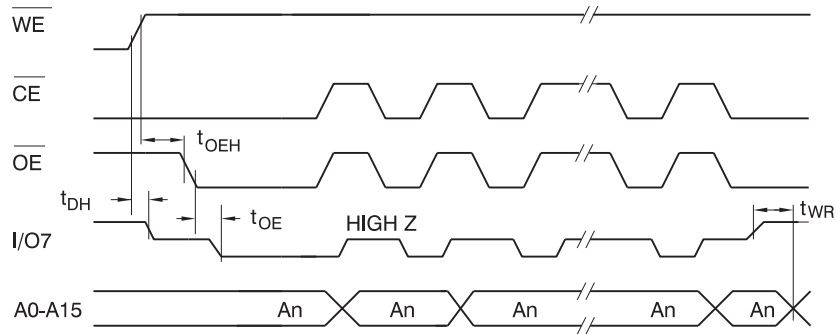 WE
CE
tOEH
OE
tDH
tOE
HIGH Z
tWR
I/O7
A0-A15 An An An An An